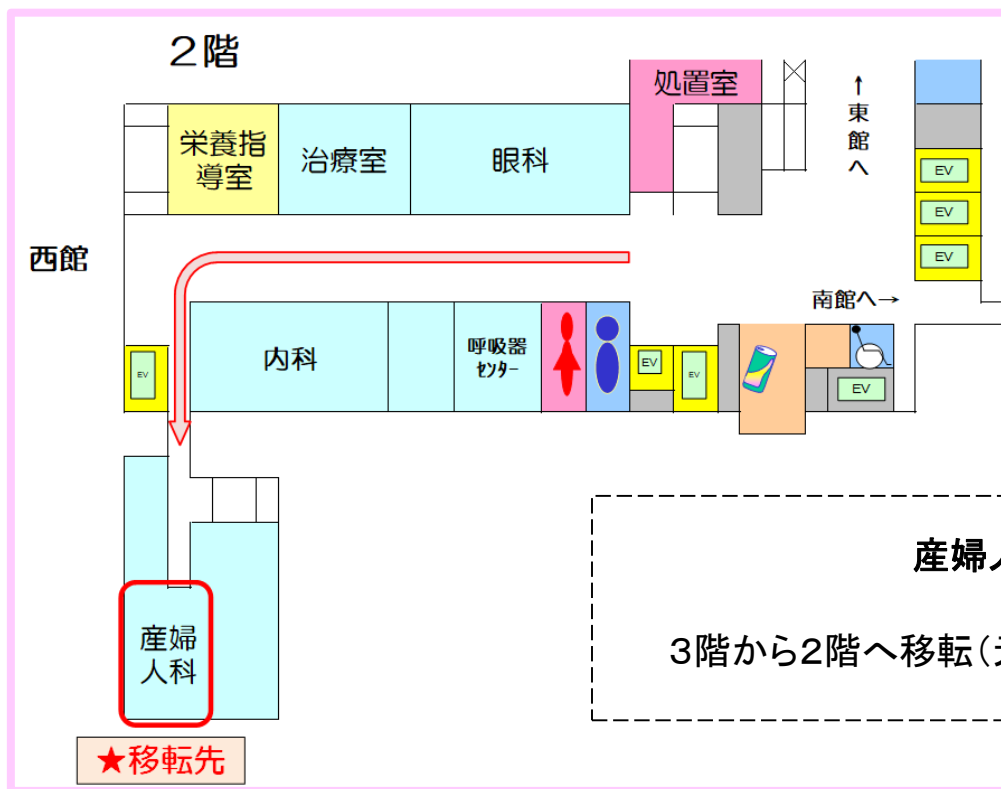 ２階
処置室
↑東館へ
栄養指
導室
治療室
眼科
EV
EV
EV
西館
南館へ→
内科
呼吸器
ｾﾝﾀｰ
EV
EV
EV
EV
産婦
３階から２階へ移転（
産婦
人科
★移転先